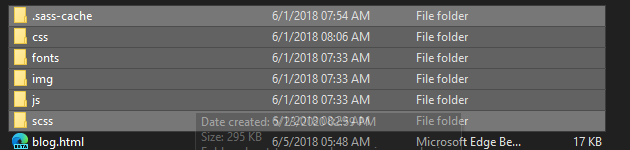 .sass-cache 6/1/2018 07:54 AM File folder
css 6/1/2018 08:06 AM File folder
fonts 6/1/2018 07:33 AM File folder
img 6/1/2018 07:33 AM File folder
js 6/1/2018 07:33 AM File folder
scss File folder
Date created:
Size: 295 KB
blog.html 6/5/2018 05:48 AM Microsoft Edge Be... 17 KB